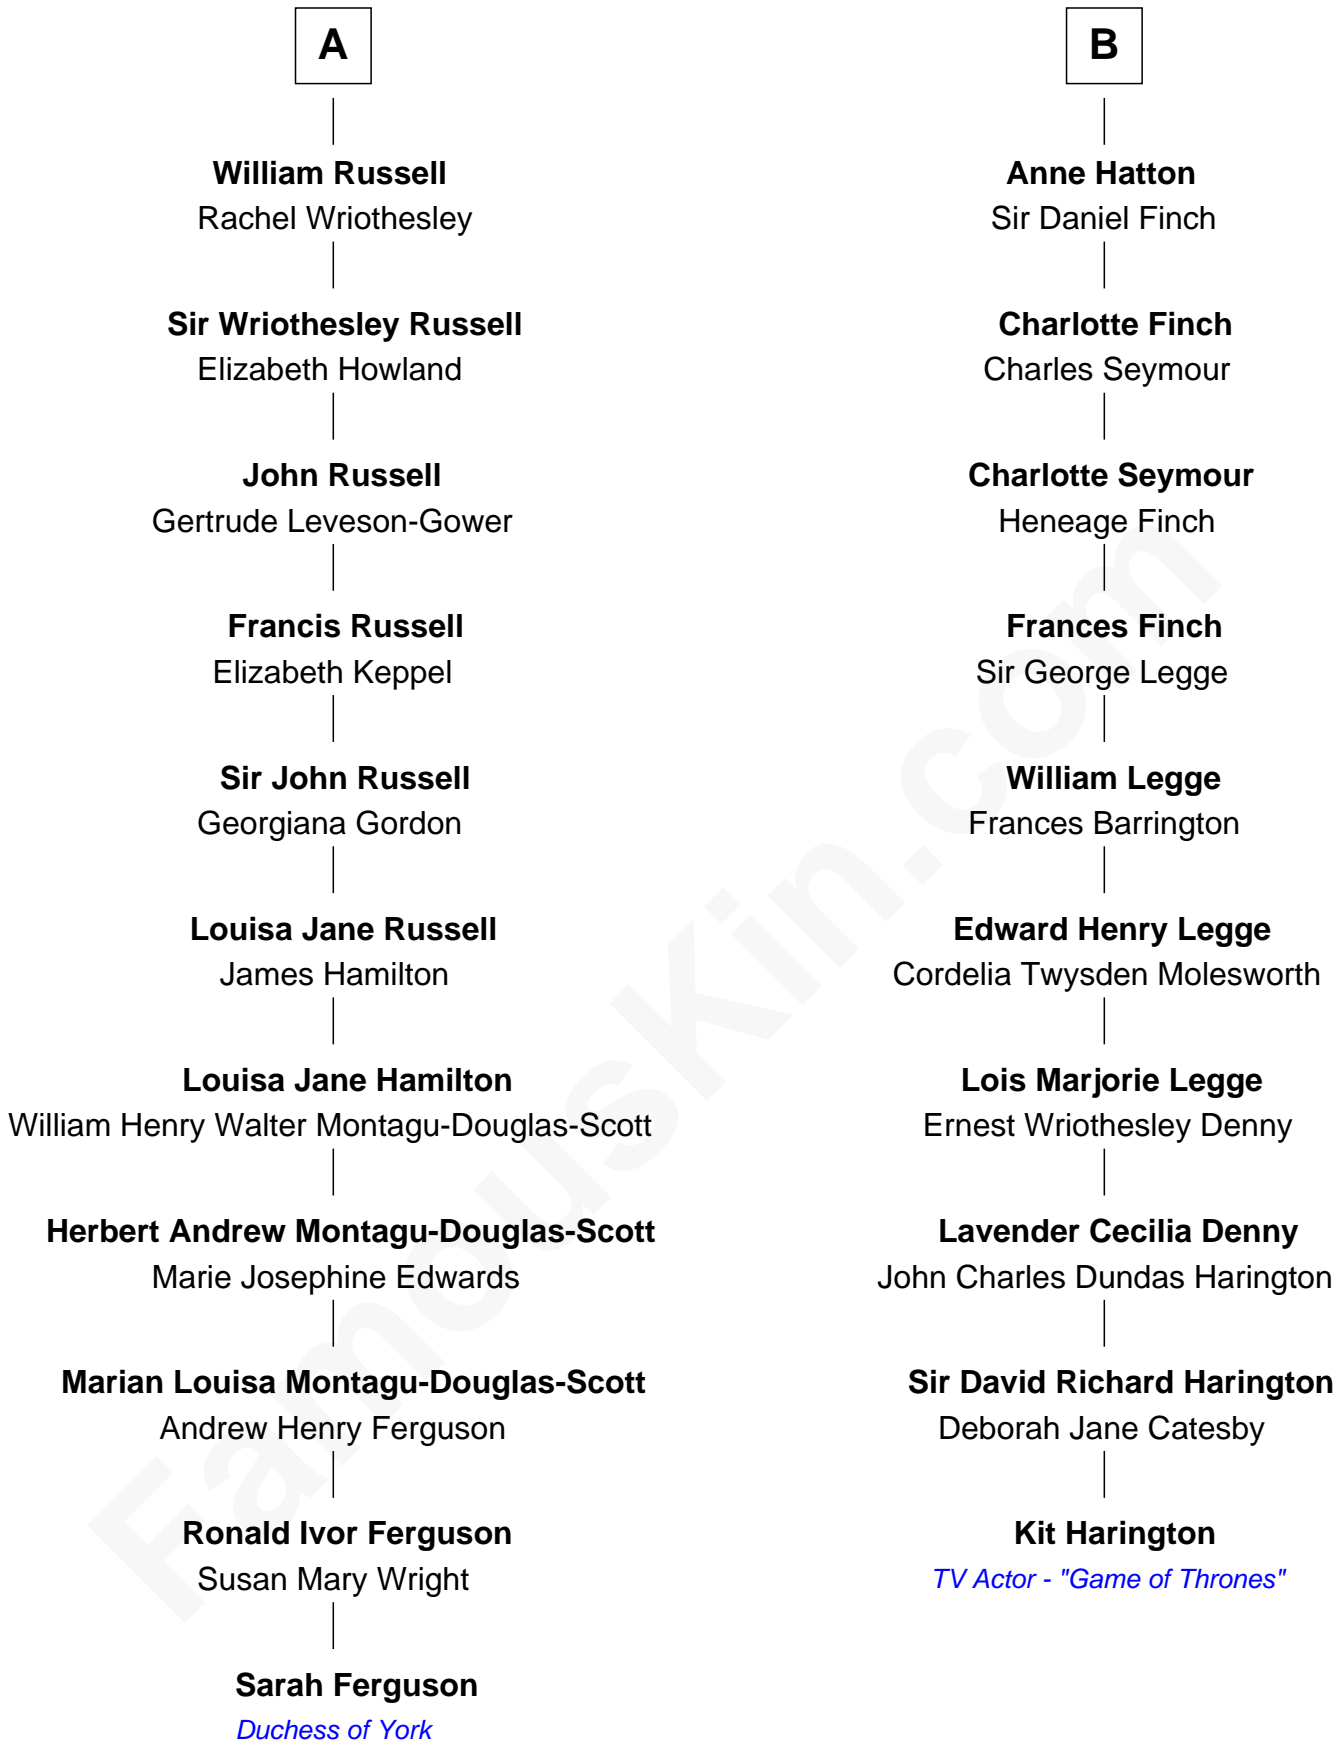 A
William Russell
Rachel Wriothesley
Sir Wriothesley Russell
Elizabeth Howland
John Russell
Gertrude Leveson-Gower
Francis Russell
Elizabeth Keppel
Sir John Russell
Georgiana Gordon
Louisa Jane Russell
James Hamilton
Louisa Jane Hamilton
William Henry Walter Montagu-Douglas-Scott
Herbert Andrew Montagu-Douglas-Scott
Marie Josephine Edwards
Marian Louisa Montagu-Douglas-Scott
Andrew Henry Ferguson
Ronald Ivor Ferguson
Susan Mary Wright
Sarah Ferguson
Duchess of York
B
Anne Hatton
Sir Daniel Finch
Charlotte Finch
Charles Seymour
Charlotte Seymour
Heneage Finch
Frances Finch
Sir George Legge
William Legge
Frances Barrington
Edward Henry Legge
Cordelia Twysden Molesworth
Lois Marjorie Legge
Ernest Wriothesley Denny
Lavender Cecilia Denny
John Charles Dundas Harington
Sir David Richard Harington
Deborah Jane Catesby
Kit Harington
TV Actor - "Game of Thrones"
FamousKin.com